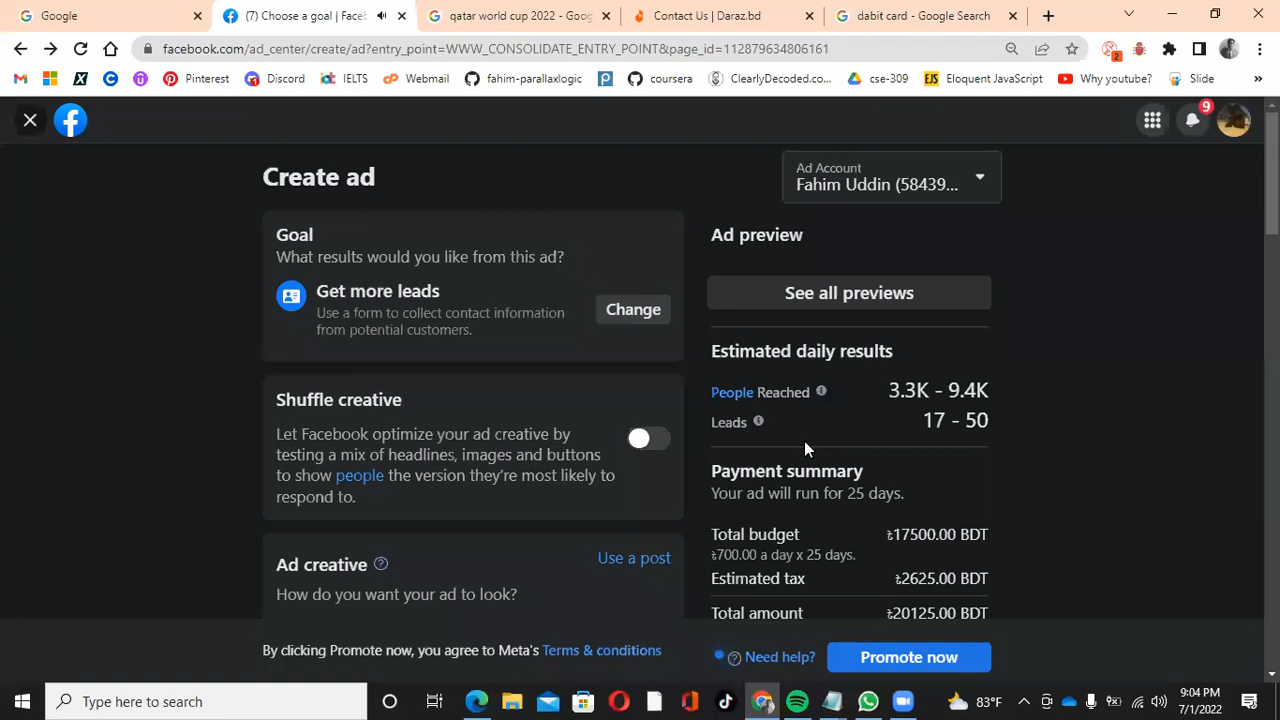 Google
(7) Choose a goal | Facel
qatar world cup 2022 - Goog
Contact Us | Daraz.bd
dabit card - Google Search
facebook.com/ad_center/create/ad?entry_point=WWW_CONSOLIDATE_ENTRY_POINT&page_id=112879634806161
2
Pinterest
Discord
IELTS
Webmail
fahim-parallaxlogic
coursera
ClearlyDecoded.co...
cse-309
EJS Eloquent JavaScript
Why youtube?
Slide
»
9
Create ad
Ad Account
Fahim Uddin (58439...
Goal
What results would you like from this ad?
Get more leads
Use a form to collect contact information
from potential customers.
Change
Shuffle creative
Let Facebook optimize your ad creative by
testing a mix of headlines, images and buttons
to show people the version they're most likely to
respond to.
Ad creative
Use a post
How do you want your ad to look?
Ad preview
See all previews
Estimated daily results
People Reached 3.3K - 9.4K
Leads 17 - 50
Payment summary
Your ad will run for 25 days.
Total budget ৳17500.00 BDT
৳700.00 a day x 25 days.
Estimated tax ৳2625.00 BDT
Total amount ৳20125.00 BDT
By clicking Promote now, you agree to Meta's Terms & conditions
Need help?
Promote now
Type here to search
83°F
9:04 PM
7/1/2022